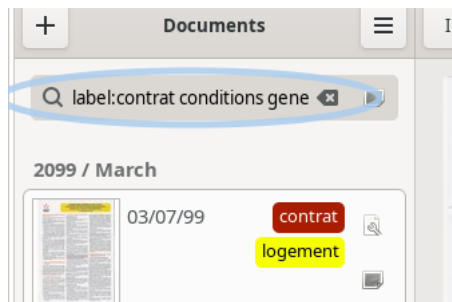 Documents
label:contrat conditions gene
2099 / March
03/07/99
contrat
logement